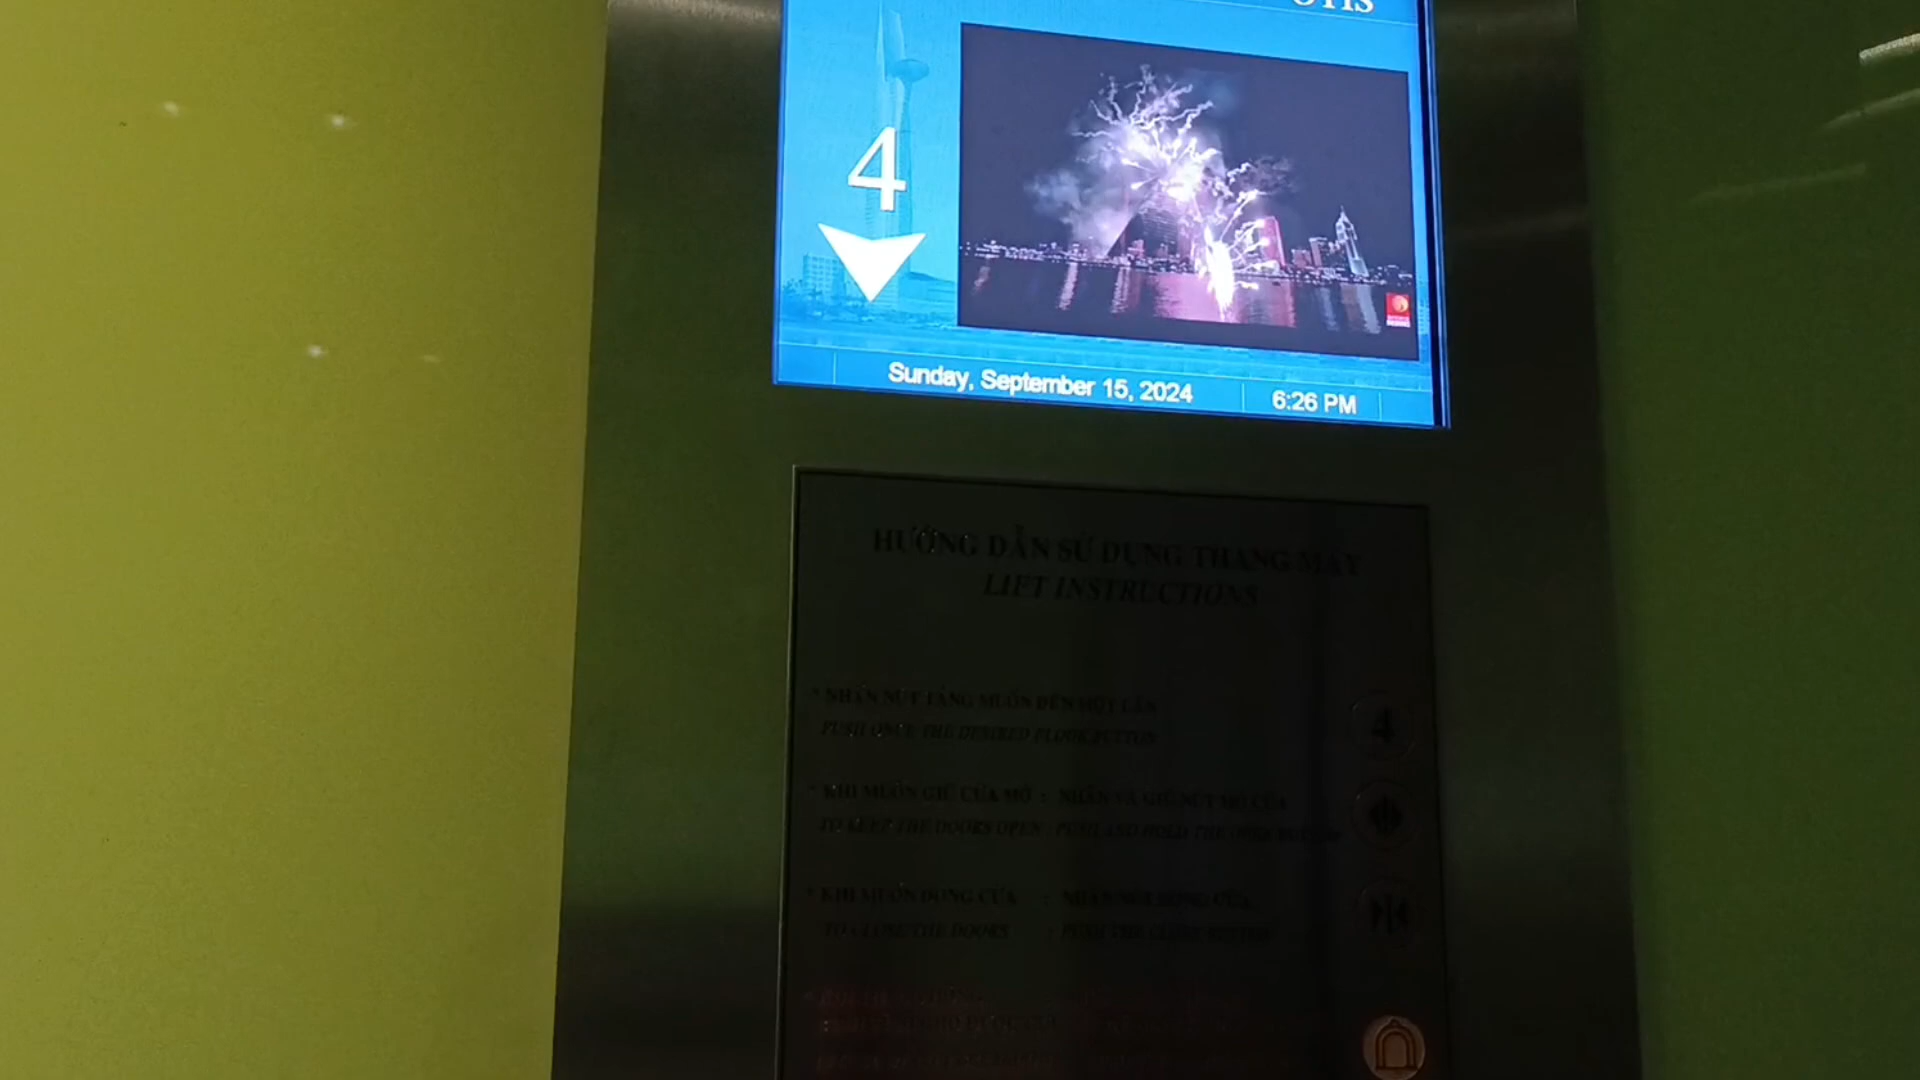 OTIS
4
Sunday, September 15, 2024
6:26 PM
HƯỚNG DẪN SỬ DỤNG THANG MÁY
LIFT INSTRUCTIONS
* NHẤN NÚT TẦNG MUỐN ĐẾN MỘT LẦN
PUSH ONCE THE DESIRED FLOOR BUTTON
4
* KHI MUỐN GIỮ CỬA MỞ : NHẤN VÀ GIỮ NÚT MỞ CỬA
TO KEEP THE DOORS OPEN : PUSH AND HOLD THE OPEN BUTTON
* KHI MUỐN ĐÓNG CỬA : NHẤN NÚT ĐÓNG CỬA
TO CLOSE THE DOORS : PUSH THE CLOSE BUTTON